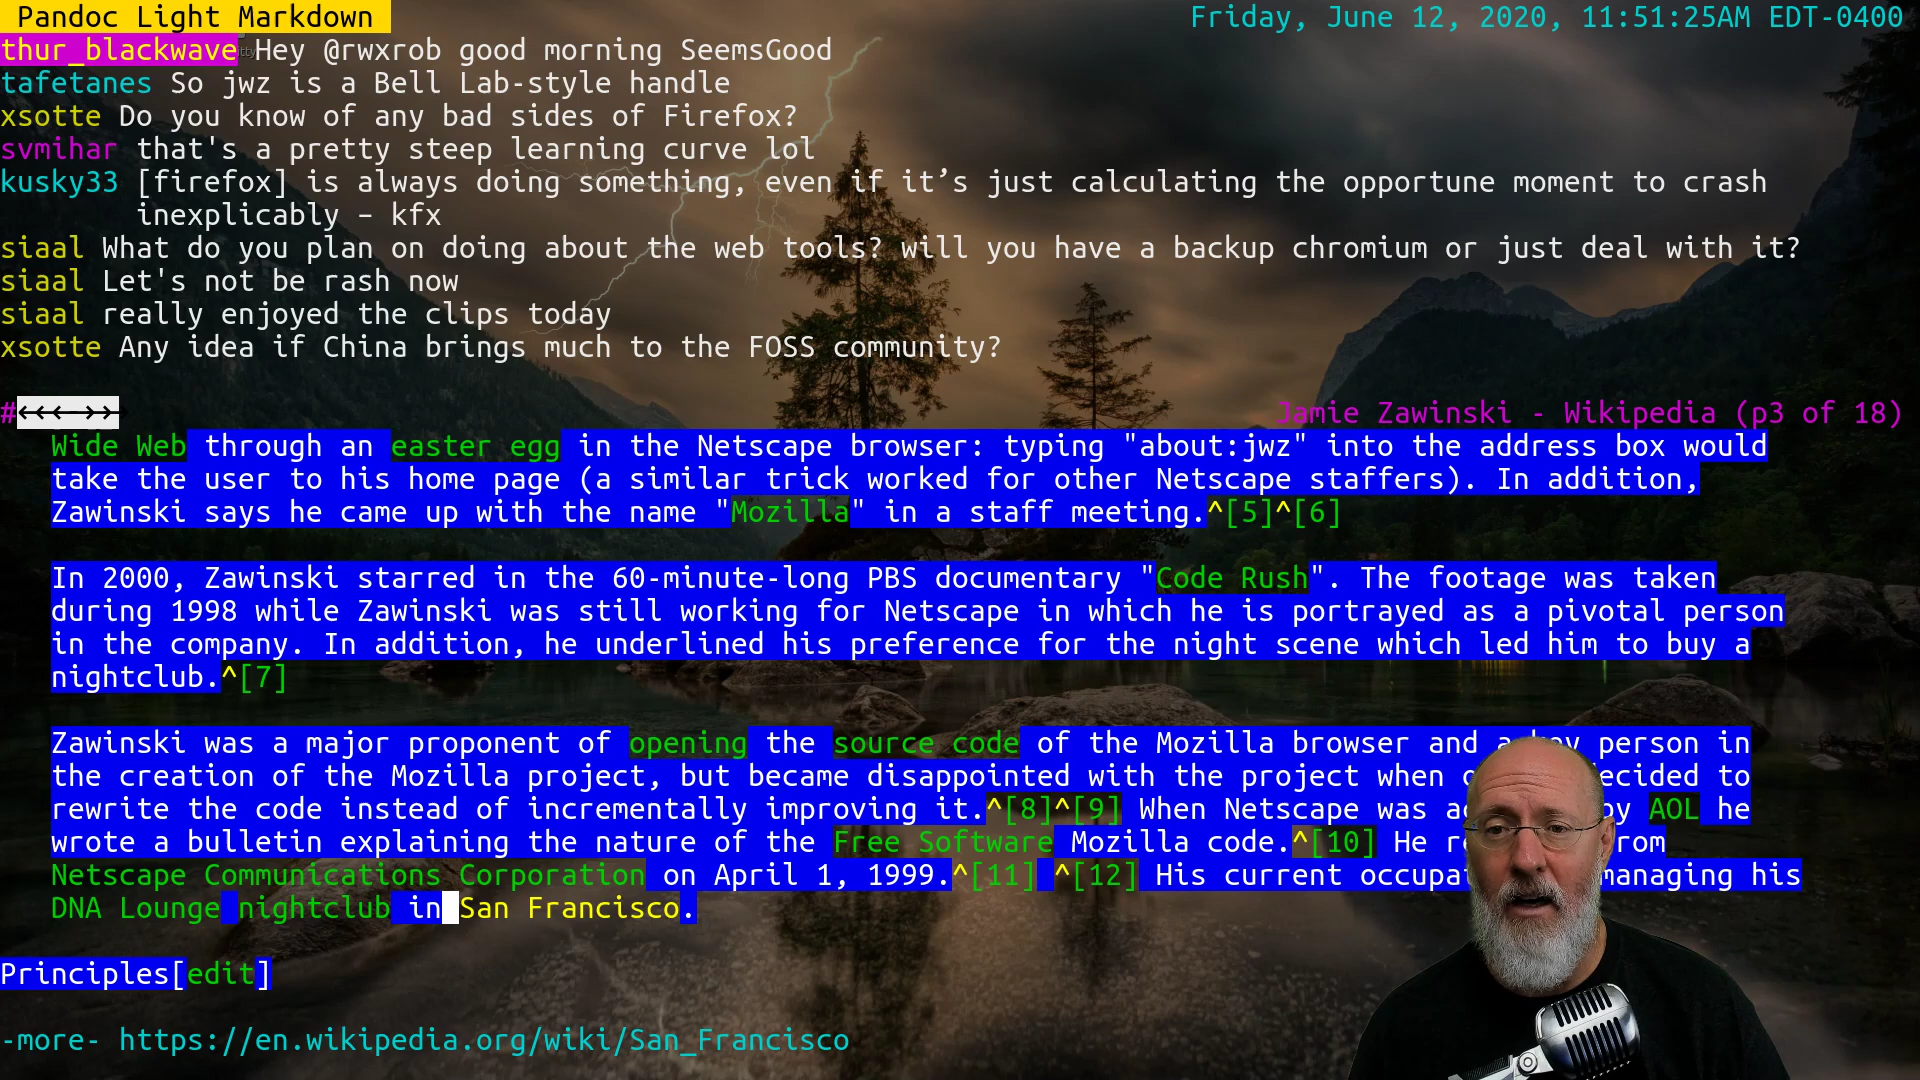 Pandoc Light Markdown
Friday, June 12, 2020, 11:51:25AM EDT-0400
thur_blackwave Hey @rwxrob good morning SeemsGood
tafetanes So jwz is a Bell Lab-style handle
xsotte Do you know of any bad sides of Firefox?
svmihar that's a pretty steep learning curve lol
kusky33 [firefox] is always doing something, even if it’s just calculating the opportune moment to crash
inexplicably – kfx
siaal What do you plan on doing about the web tools? will you have a backup chromium or just deal with it?
siaal Let's not be rash now
siaal really enjoyed the clips today
xsotte Any idea if China brings much to the FOSS community?
#
Jamie Zawinski - Wikipedia (p3 of 18)
Wide Web through an easter egg in the Netscape browser: typing "about:jwz" into the address box would
take the user to his home page (a similar trick worked for other Netscape staffers). In addition,
Zawinski says he came up with the name "Mozilla" in a staff meeting.^[5]^[6]
In 2000, Zawinski starred in the 60-minute-long PBS documentary "Code Rush". The footage was taken
during 1998 while Zawinski was still working for Netscape in which he is portrayed as a pivotal person
in the company. In addition, he underlined his preference for the night scene which led him to buy a
nightclub.^[7]
Zawinski was a major proponent of opening the source code of the Mozilla browser and a key person in
the creation of the Mozilla project, but became disappointed with the project when decided to
rewrite the code instead of incrementally improving it.^[8]^[9] When Netscape was by AOL he
wrote a bulletin explaining the nature of the Free Software Mozilla code.^[10] He from
Netscape Communications Corporation on April 1, 1999.^[11] ^[12] His current managing his
DNA Lounge nightclub in San Francisco.
Principles[edit]
-more- https://en.wikipedia.org/wiki/San_Francisco